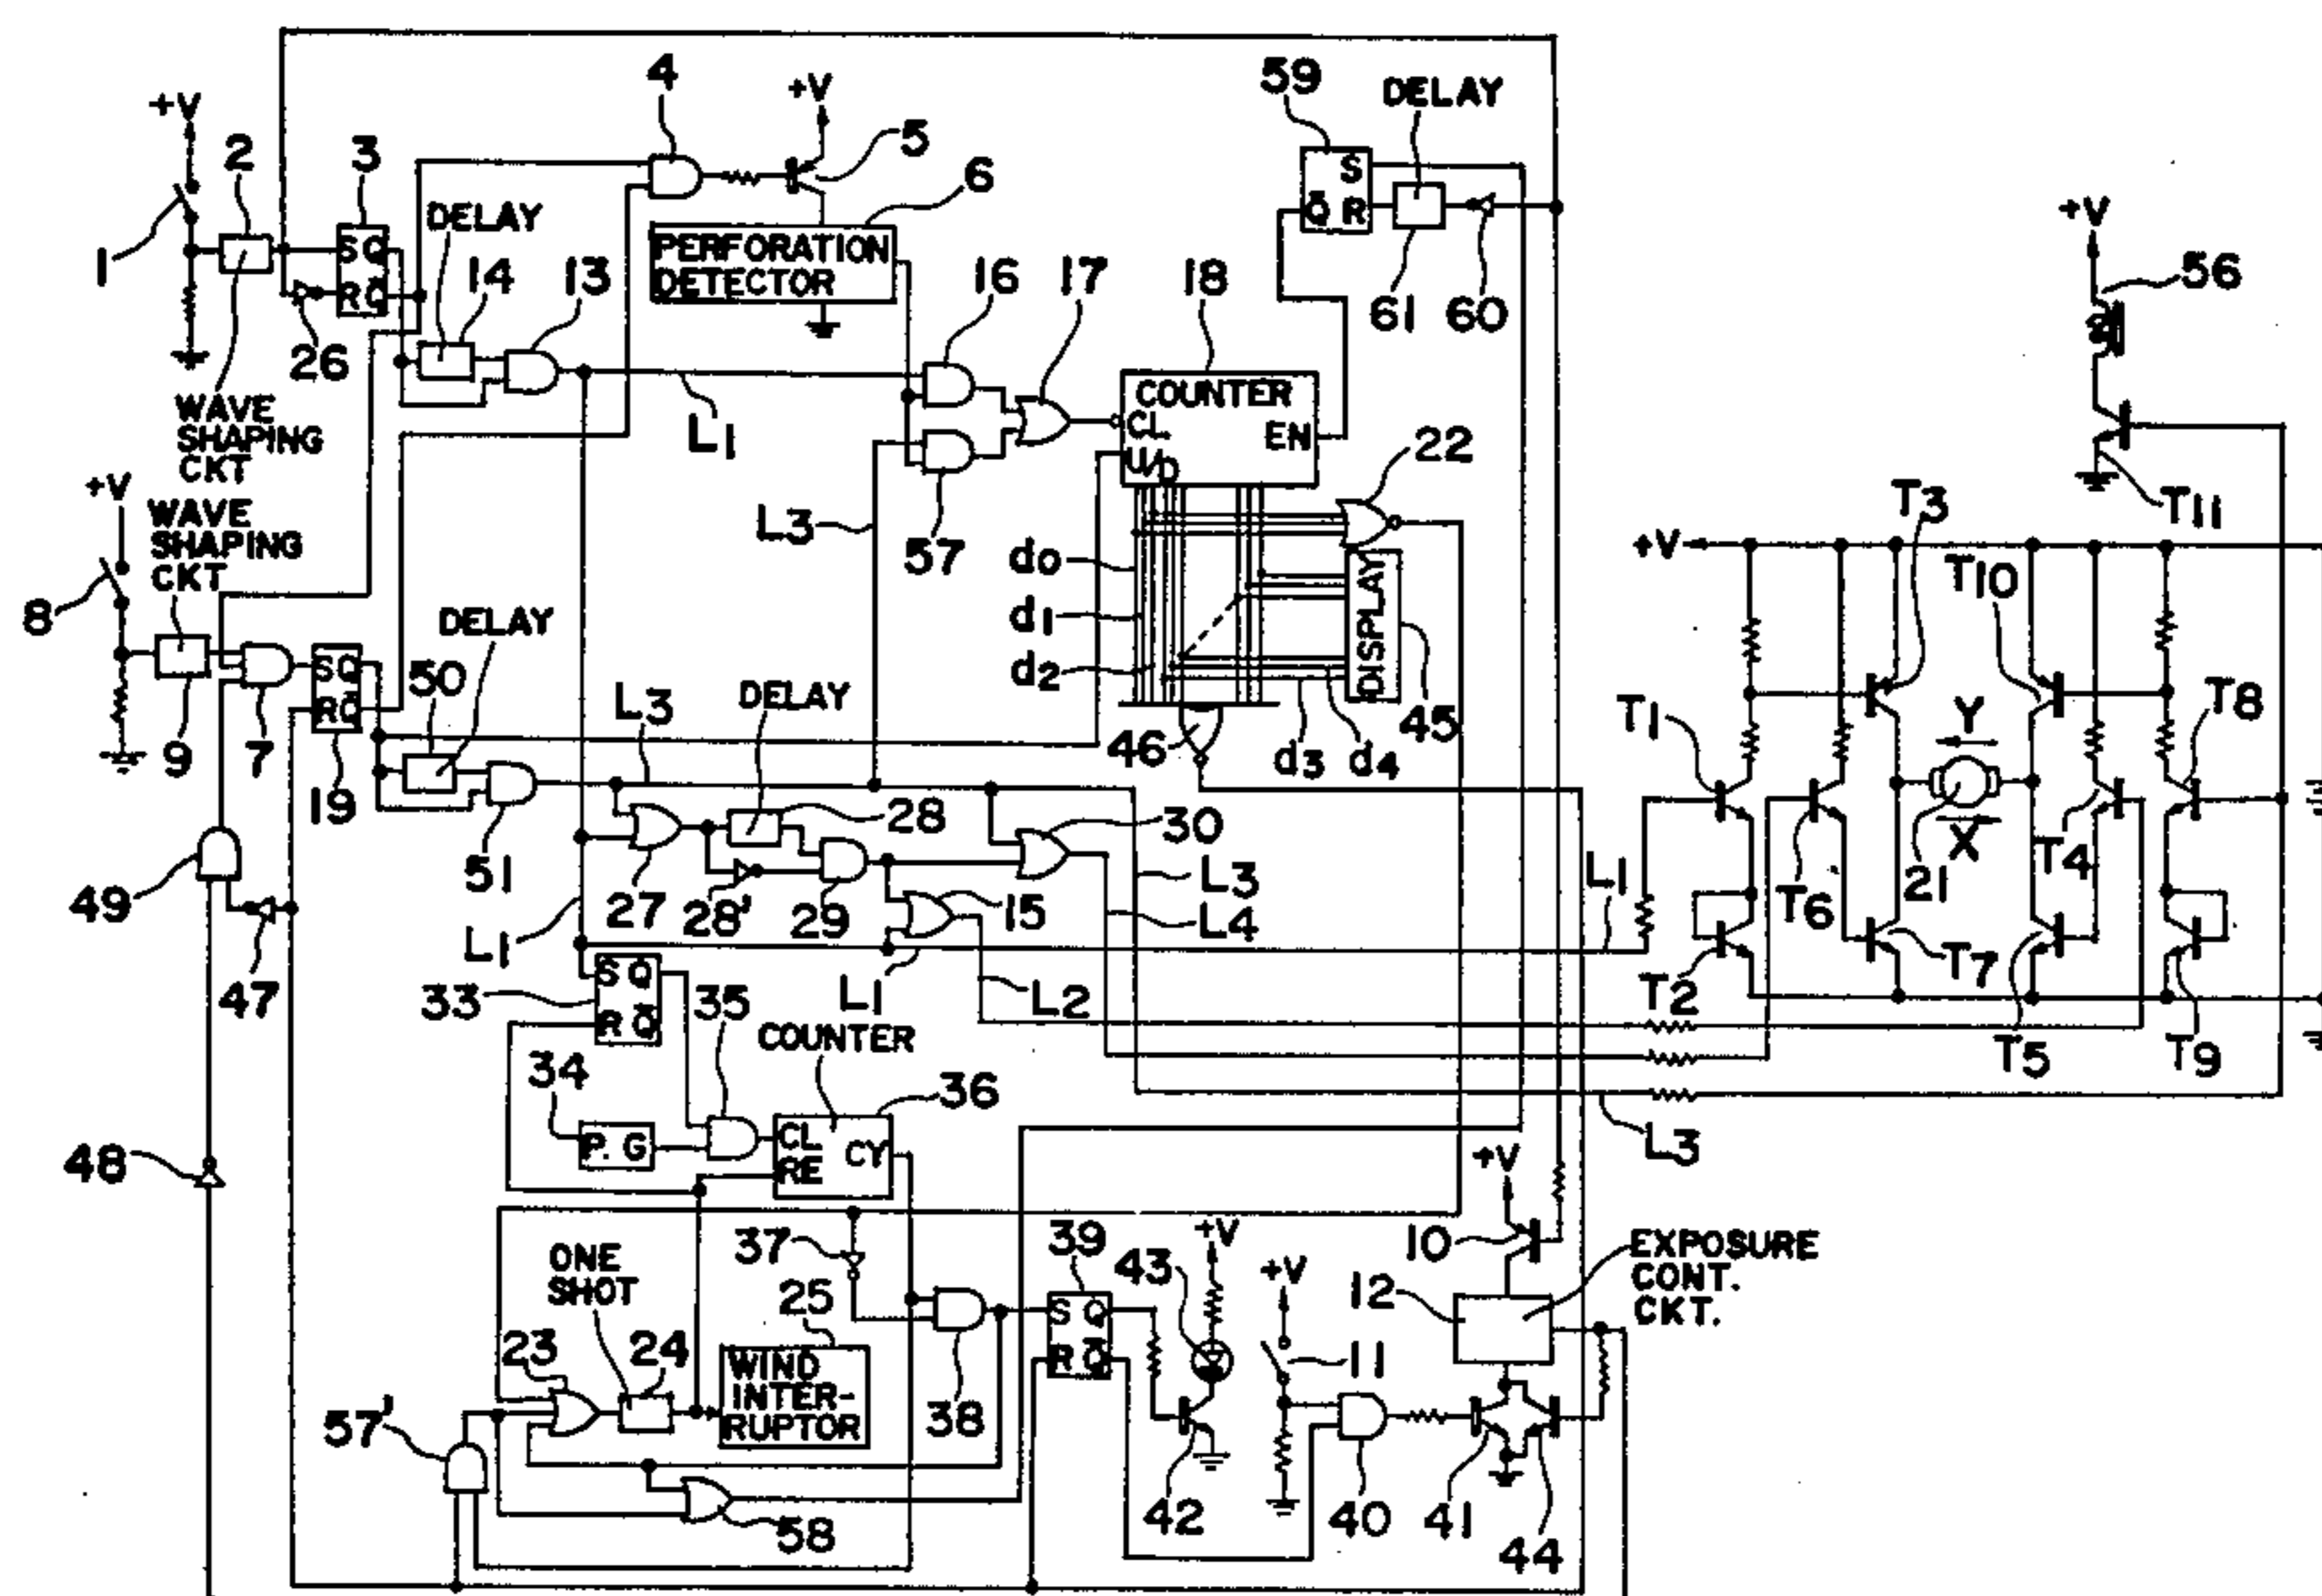 4
+V
+V
59
DELAY
2
3
5
6
1
DELAY
S
Q̄ R
+V
56
SQ
RQ̄
14
13
PERFORATION
DETECTOR
16
17
18
61
60
26
WAVE
SHAPING
CKT
COUNTER
CL
EN
U/D
L1
22
T11
+V
WAVE
SHAPING
CKT
L3
57
T3
+V
d0
T10
8
DELAY
d1
DISPLAY
SQ
RQ̄
50
d2
DELAY
L3
T1
Y
T8
9
7
46
d3
d4
45
19
28
30
X
T4
49
51
L1
21
27
28'
29
15
L3
T6
L4
47
L1
S Q
R Q̄
33
35
L1
L2
T2
T7
COUNTER
T5
T9
34
36
P.G
CL
CY
RE
L3
48
+V
37
39
+V
10
EXPOSURE
CONT.
CKT.
ONE
SHOT
25
43
+V
12
23
24
WIND
INTER-
RUPTOR
S Q
R Q̄
11
57'
38
58
42
40
41
44